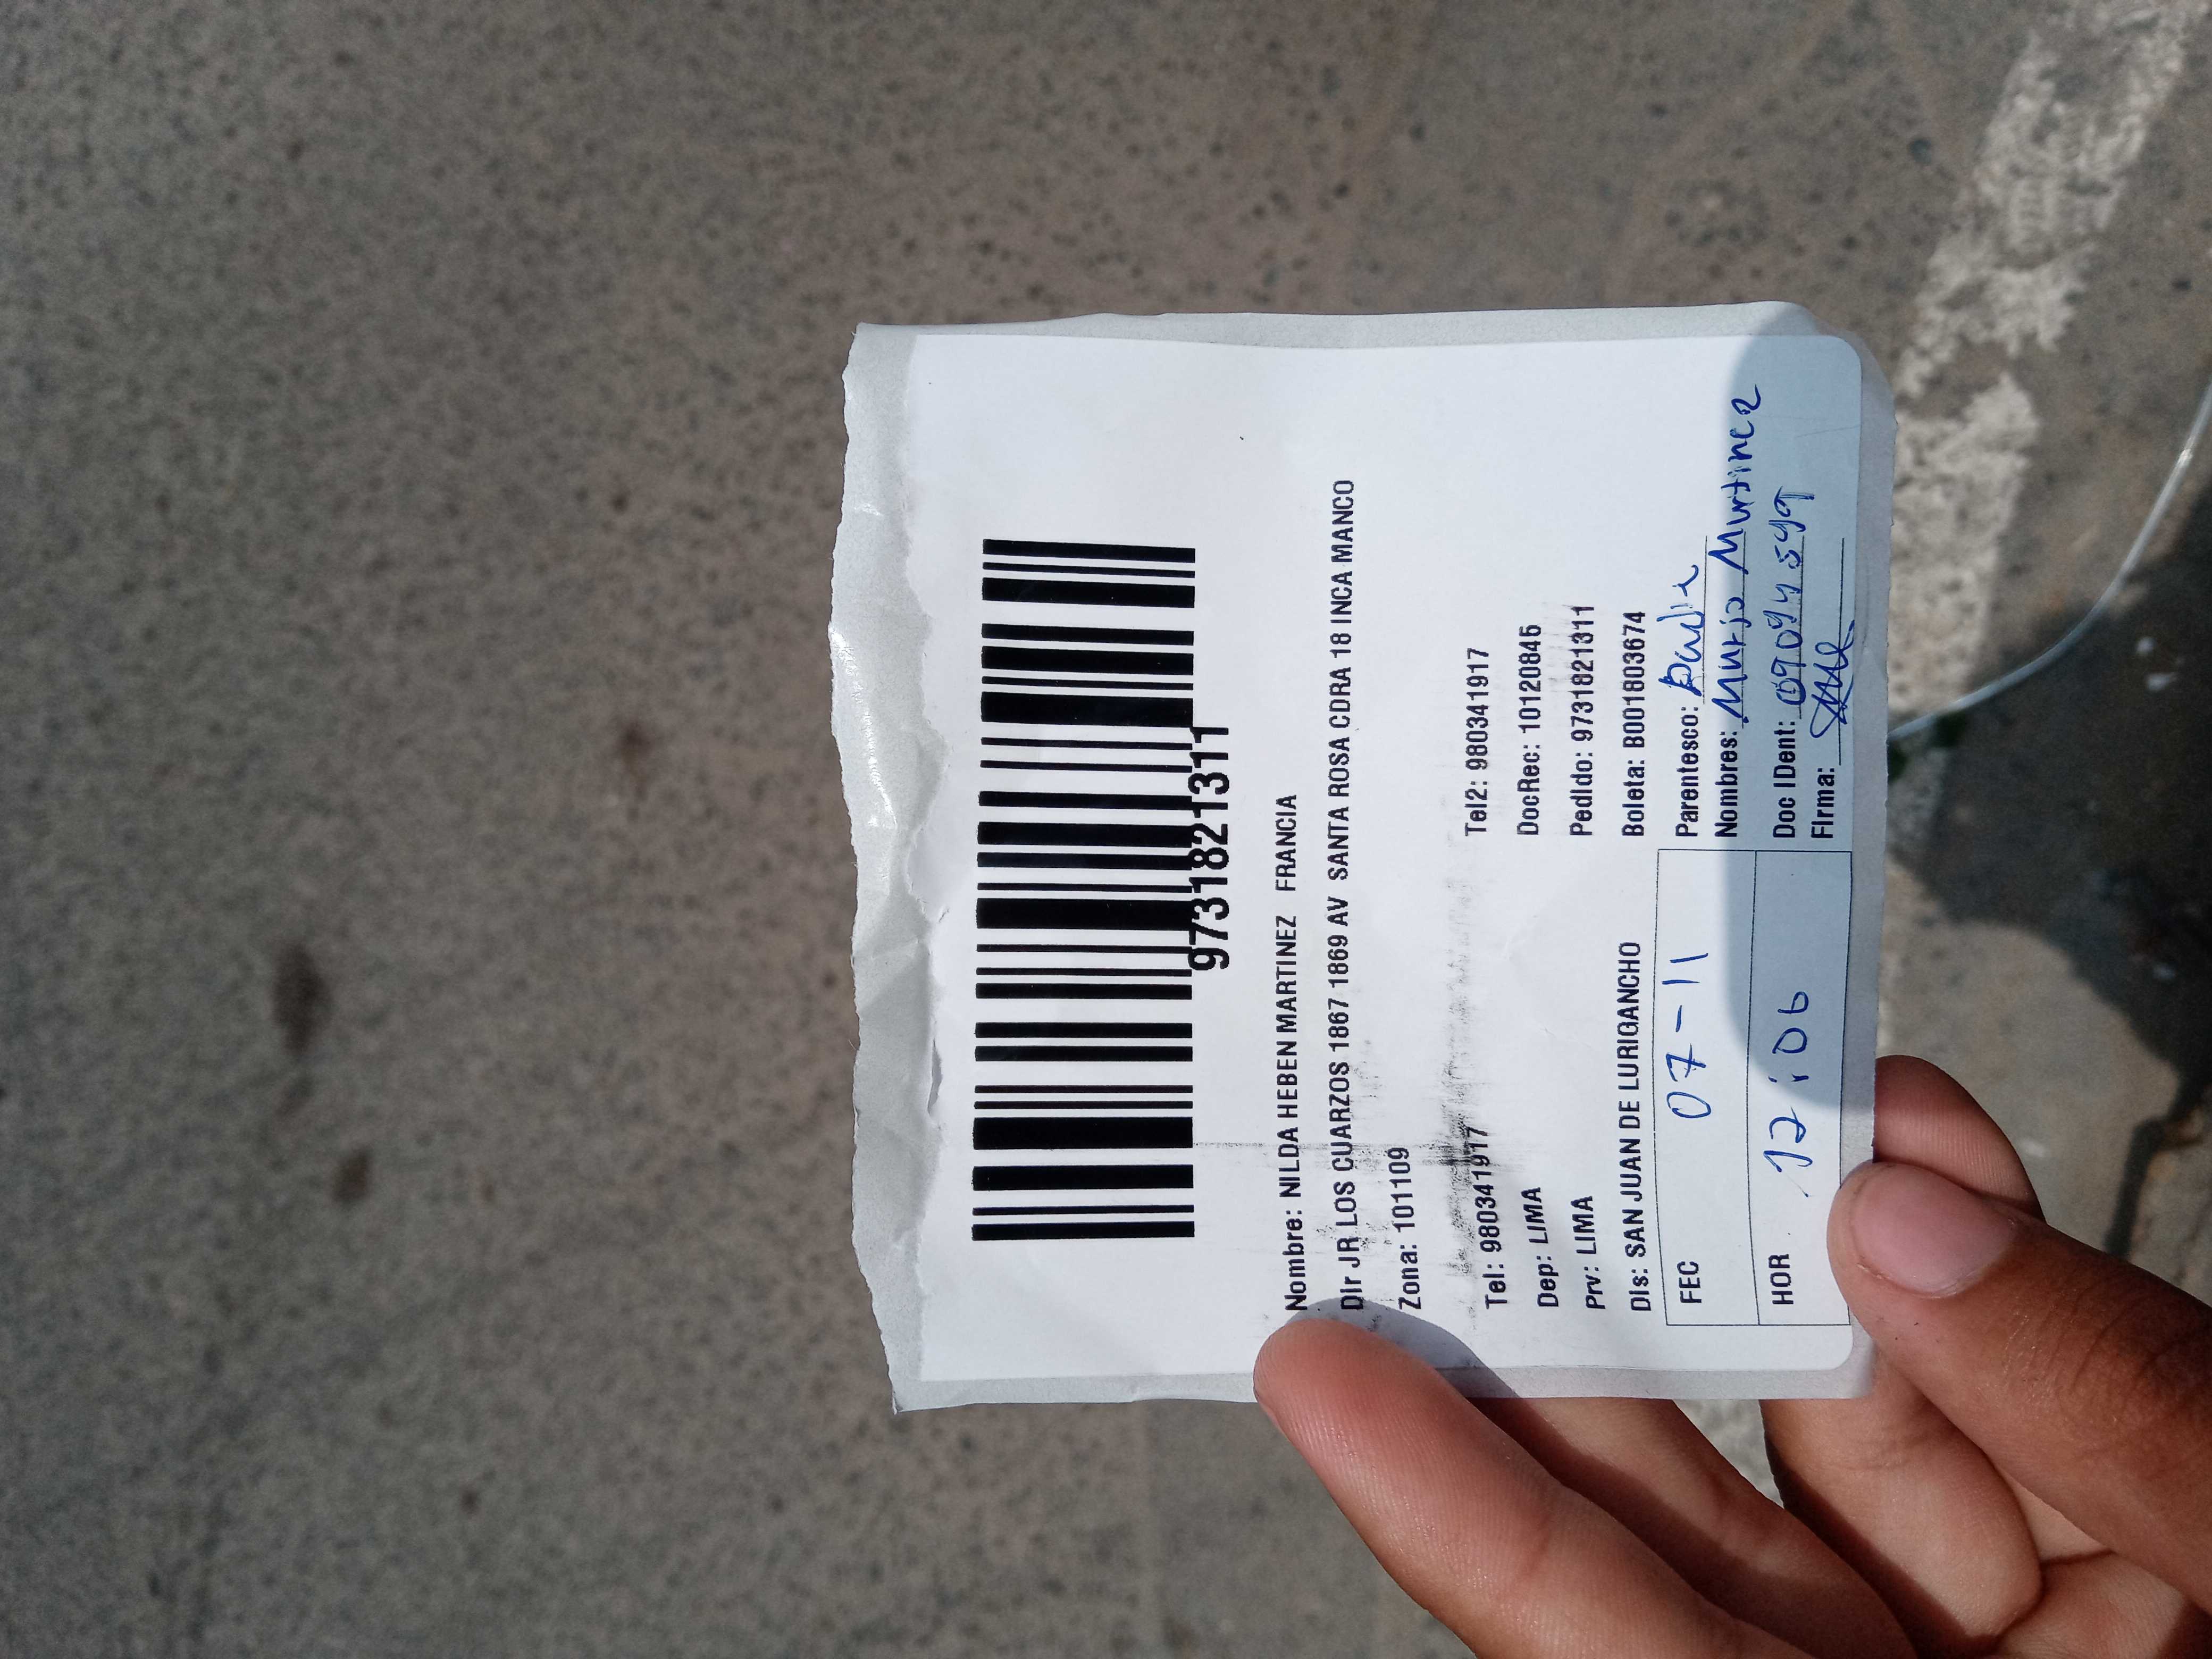 9731821311
Nombre: NILDA HEBEN MARTINEZ FRANCIA
Dir JR LOS CUARZOS 1867 1869 AV SANTA ROSA CDRA 18 INCA MANCO
Zona: 101109
Tel: 980341917 Tel2: 980341917
Dep: LIMA DocRec: 10120846
Prv: LIMA Pedido: 9731821311
Dis: SAN JUAN DE LURIGANCHO Boleta: B001803674
FEC 07-11 Parentesco: Padre
Nombres: Mario Martinez
HOR 12:06 Doc IDent:
Firma: